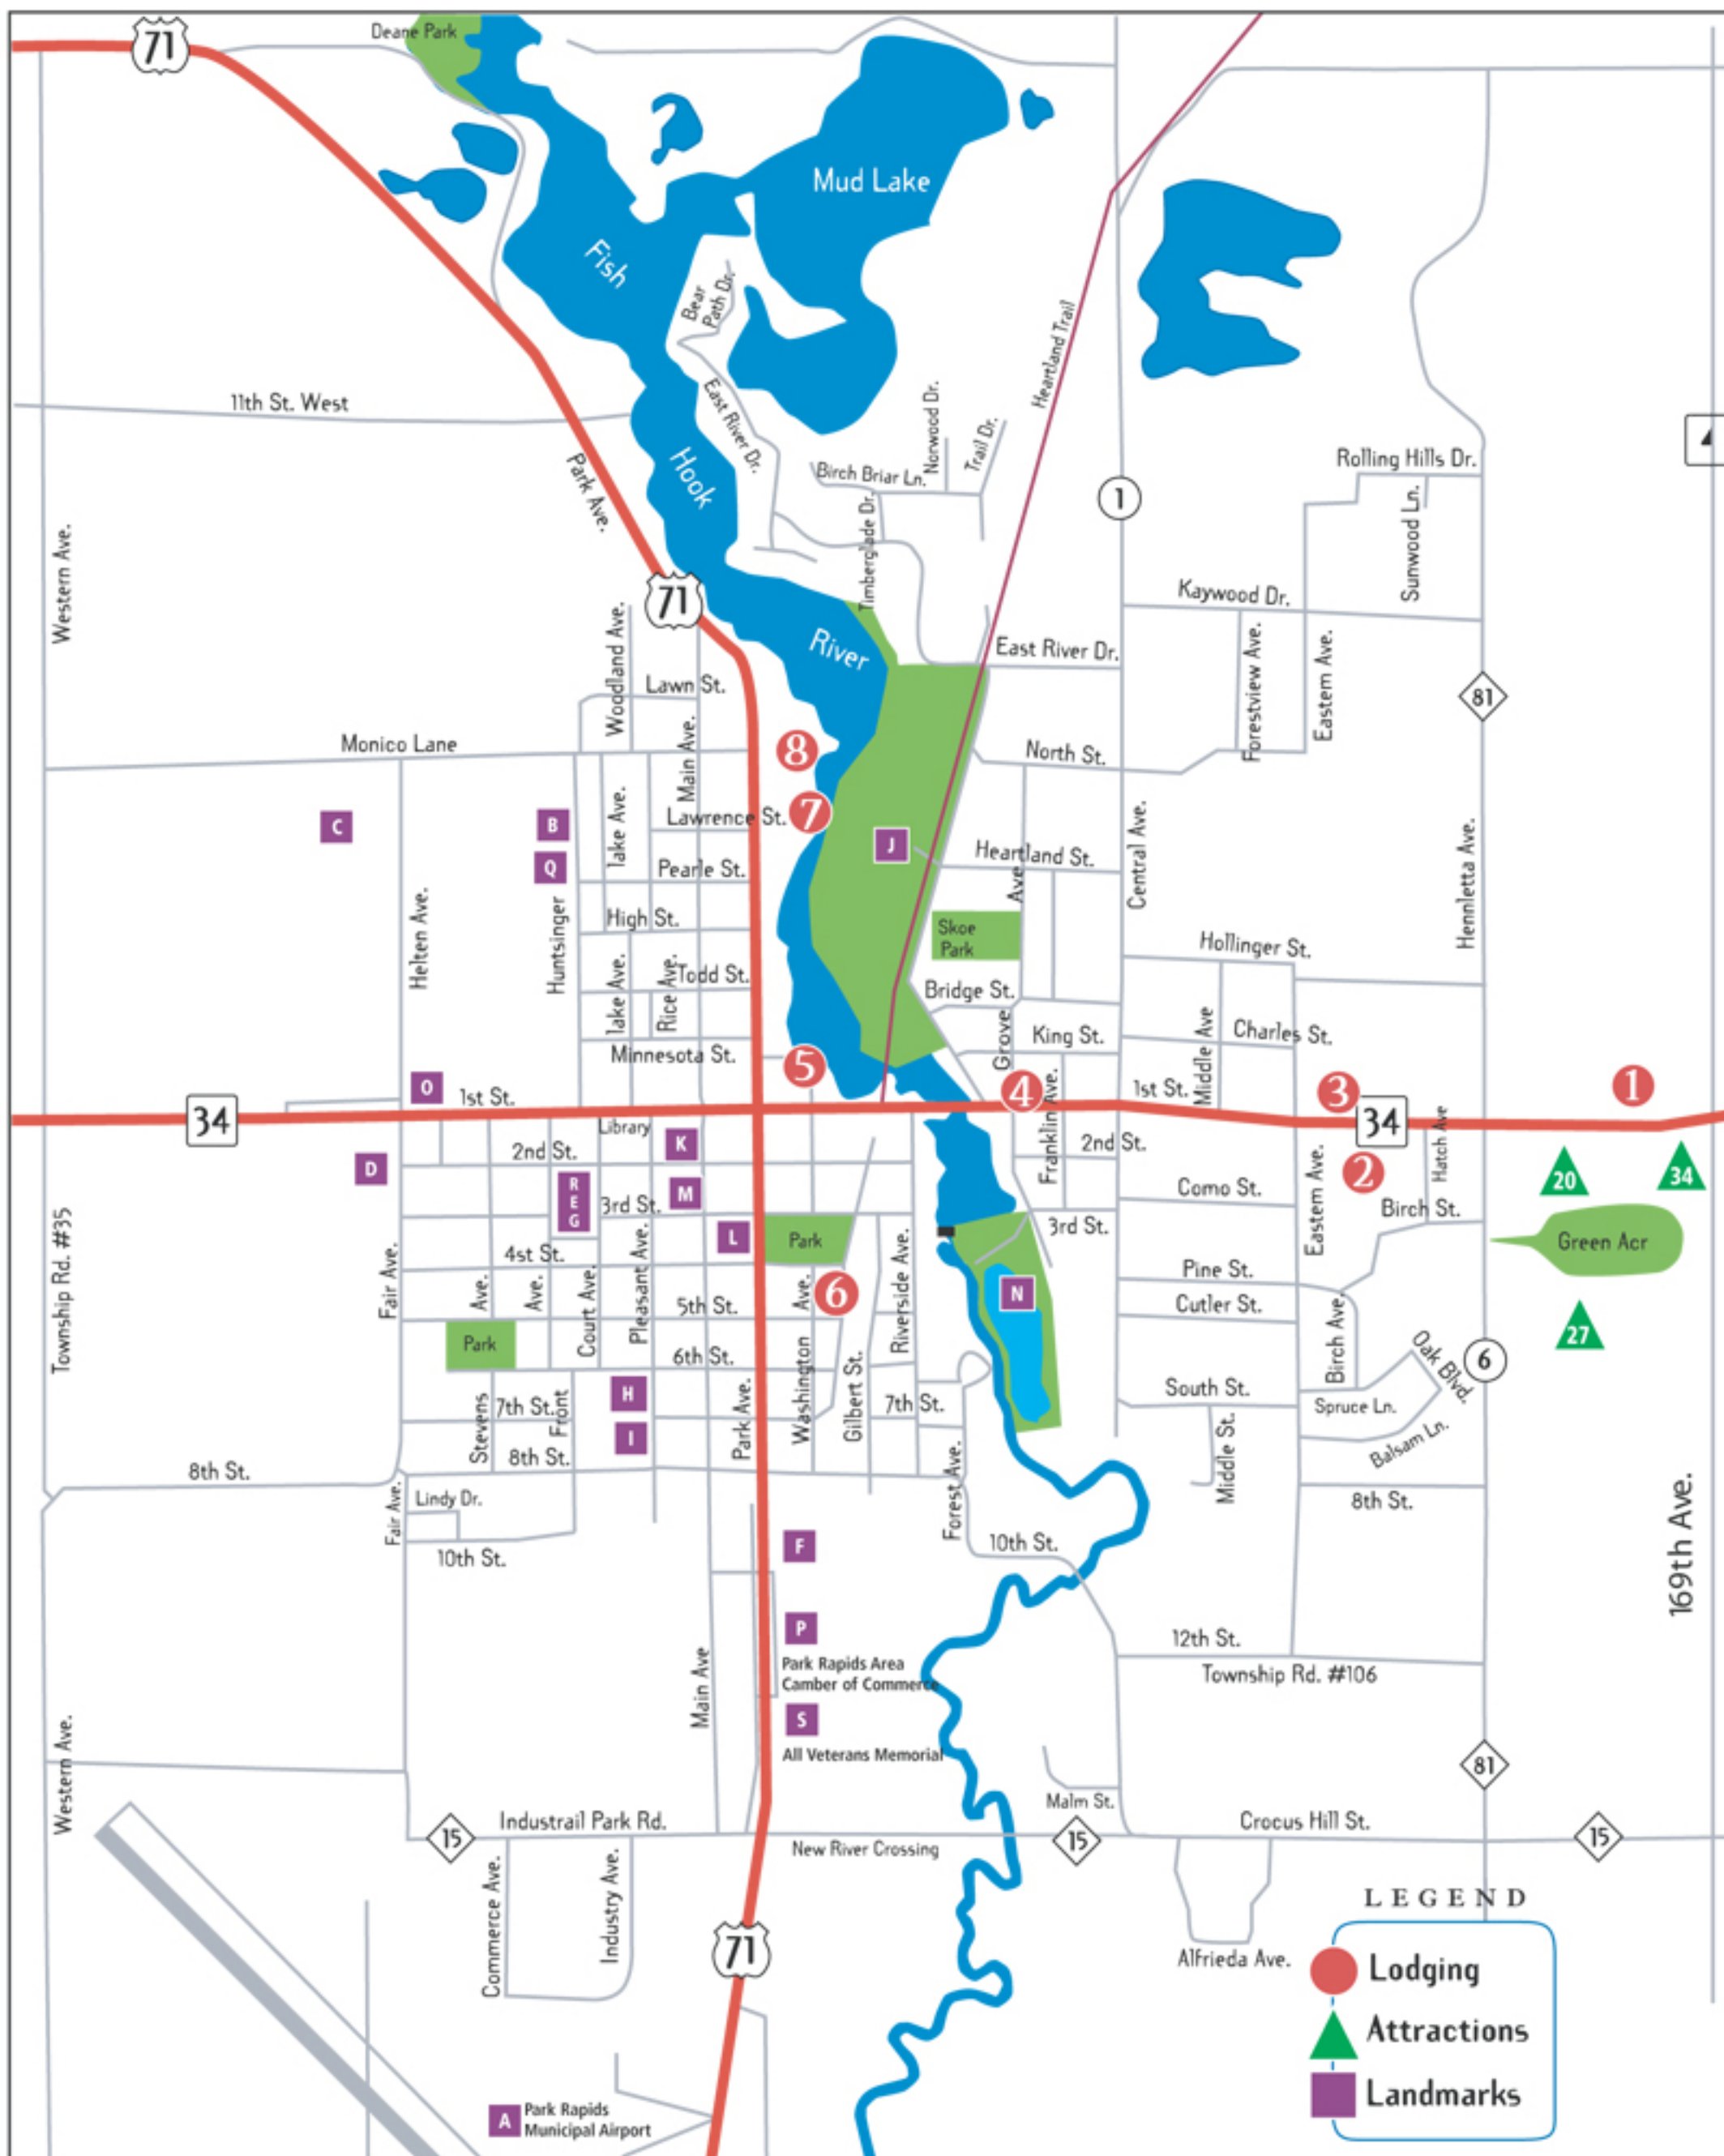 Deane Park
71
Mud Lake
Fish
Bear
Path Dr.
Heartland Trail
11th St. West
East River Dr.
Norwood Dr.
Trail Dr.
Birch Briar Ln.
Hook
Park Ave.
Timberglade Dr.
1
4
Rolling Hills Dr.
Sunwood Ln.
Western Ave.
71
Kaywood Dr.
River
Woodland Ave.
East River Dr.
Forestview Ave.
Eastern Ave.
Lawn St.
81
Monico Lane
Main Ave.
8
North St.
C
B
lake Ave.
Lawrence St.
7
J
Heartland St.
Central Ave.
Q
Pearle St.
Ave
Hennletta Ave.
Helten Ave.
Huntsinger
High St.
Skoe
Park
Hollinger St.
lake Ave.
Rice Ave.
Todd St.
Bridge St.
Grove
King St.
Middle Ave
Charles St.
Minnesota St.
5
O
1st St.
34
4
Franklin Ave.
1st St.
3
34
1
Library
K
2nd St.
2nd St.
Hatch Ave
D
R
E
G
M
3rd St.
2
20
34
Como St.
Birch St.
Township Rd. #35
L
Park
3rd St.
Eastern Ave.
Green Acr
4st St.
Fair Ave.
Pleasant Ave.
Riverside Ave.
Pine St.
Ave.
Ave.
Court Ave.
5th St.
Ave.
6
N
Cutler St.
27
Park
6th St.
Birch Ave.
Oak Blvd.
6
H
Washington
Gilbert St.
South St.
Stevens
7th St.
Front
Park Ave.
7th St.
Spruce Ln.
I
Middle St.
Balsam Ln.
8th St.
8th St.
Lindy Dr.
Fair Ave.
Forest Ave.
8th St.
169th Ave.
10th St.
F
10th St.
P
Park Rapids Area
Camber of Commerce
12th St.
Township Rd. #106
Main Ave
S
All Veterans Memorial
Western Ave.
81
Malm St.
15
Industrail Park Rd.
New River Crossing
15
Crocus Hill St.
15
Commerce Ave.
Industry Ave.
71
Alfrieda Ave.
LEGEND
Lodging
Attractions
Landmarks
A
Park Rapids
Municipal Airport